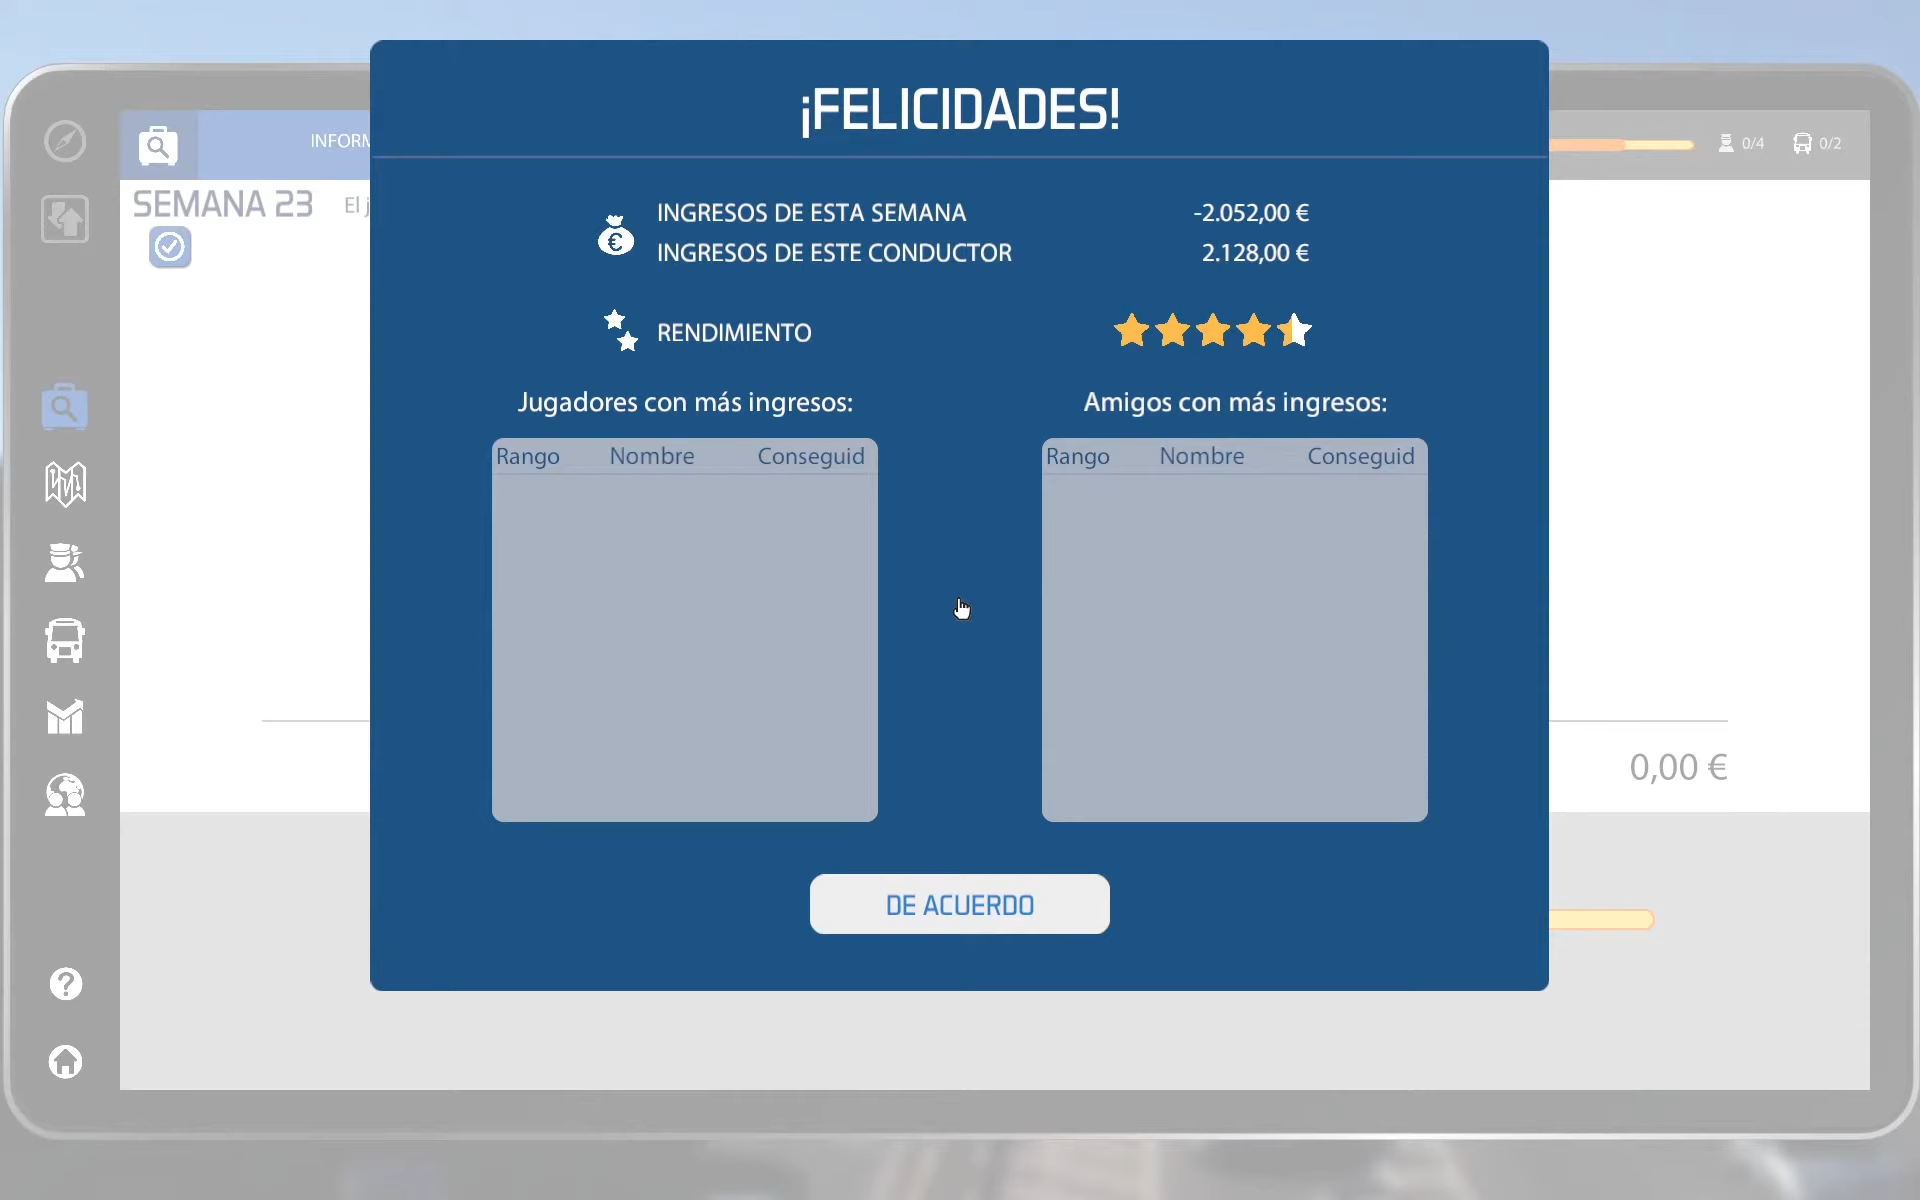 ¡FELICIDADES!
INFORM
0/4
0/2
SEMANA 23
El j
INGRESOS DE ESTA SEMANA -2.052,00 €
INGRESOS DE ESTE CONDUCTOR 2.128,00 €
RENDIMIENTO
Jugadores con más ingresos:
Amigos con más ingresos:
Rango Nombre Conseguid
Rango Nombre Conseguid
0,00 €
DE ACUERDO